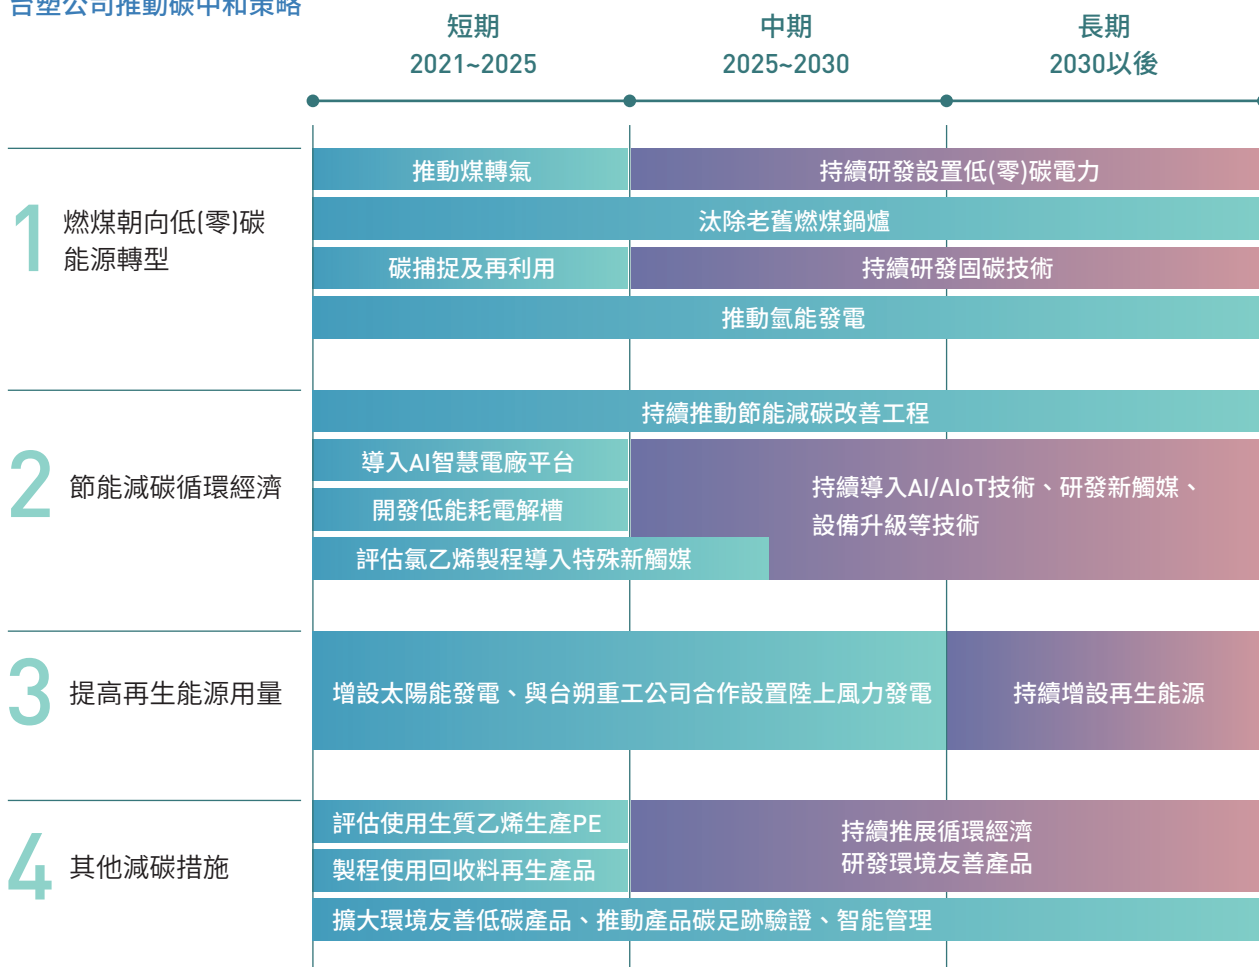 台塑公司推動碳中和策略
短期
2021~2025
中期
2025~2030
長期
2030以後
1
燃煤朝向低(零)碳
能源轉型
推動煤轉氣
持續研發設置低(零)碳電力
汰除老舊燃煤鍋爐
碳捕捉及再利用
持續研發固碳技術
推動氫能發電
2
節能減碳循環經濟
持續推動節能減碳改善工程
導入AI智慧電廠平台
開發低能耗電解槽
評估氯乙烯製程導入特殊新觸媒
持續導入AI/AIoT技術、研發新觸媒、
設備升級等技術
3
提高再生能源用量
增設太陽能發電、與台朔重工公司合作設置陸上風力發電
持續增設再生能源
4
其他減碳措施
評估使用生質乙烯生產PE
製程使用回收料再生產品
持續推展循環經濟
研發環境友善產品
擴大環境友善低碳產品、推動產品碳足跡驗證、智能管理